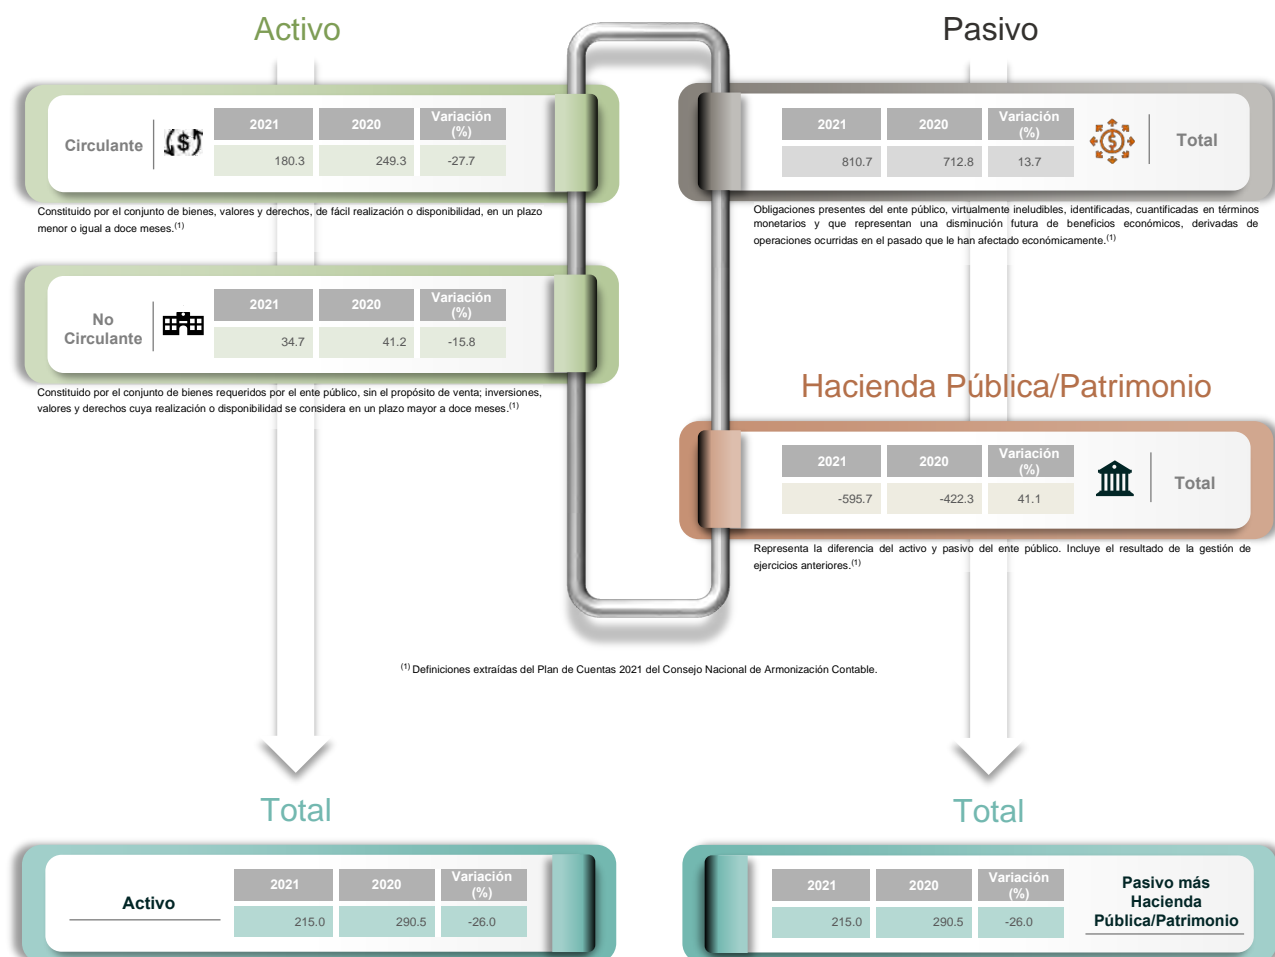 Activo
Circulante
2021 2020 Variación (%)
180.3 249.3 -27.7
Constituido por el conjunto de bienes, valores y derechos, de fácil realización o disponibilidad, en un plazo
menor o igual a doce meses.(1)
No
Circulante
2021 2020 Variación (%)
34.7 41.2 -15.8
Constituido por el conjunto de bienes requeridos por el ente público, sin el propósito de venta; inversiones,
valores y derechos cuya realización o disponibilidad se considera en un plazo mayor a doce meses.(1)
Pasivo
2021 2020 Variación (%)
810.7 712.8 13.7
Total
Obligaciones presentes del ente público, virtualmente ineludibles, identificadas, cuantificadas en términos
monetarios y que representan una disminución futura de beneficios económicos, derivadas de
operaciones ocurridas en el pasado que le han afectado económicamente.(1)
Hacienda Pública/Patrimonio
2021 2020 Variación (%)
-595.7 -422.3 41.1
Total
Representa la diferencia del activo y pasivo del ente público. Incluye el resultado de la gestión de
ejercicios anteriores.(1)
(1) Definiciones extraídas del Plan de Cuentas 2021 del Consejo Nacional de Armonización Contable.
Total
Activo
2021 2020 Variación (%)
215.0 290.5 -26.0
Total
2021 2020 Variación (%)
215.0 290.5 -26.0
Pasivo más
Hacienda
Pública/Patrimonio